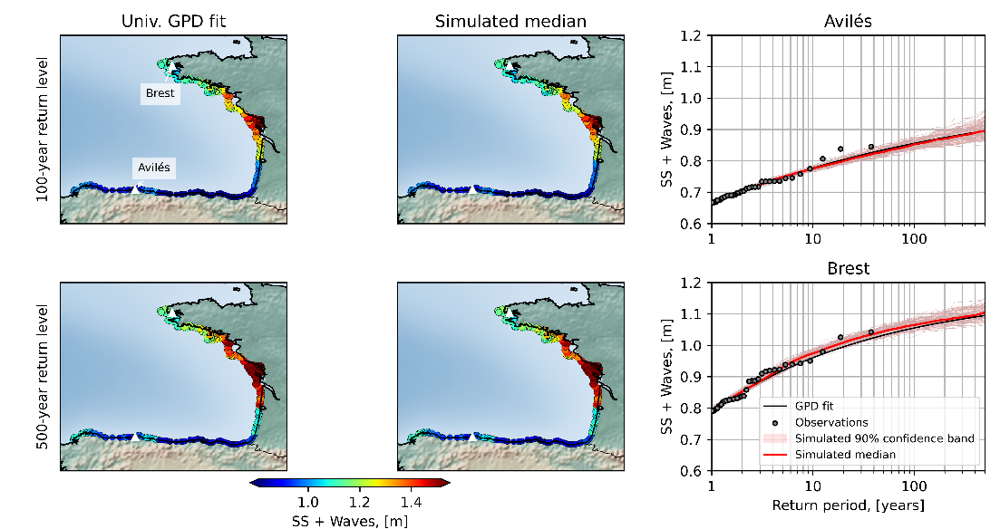 Univ. GPD fit
Simulated median
Avilés
100-year return level
Brest
Avilés
SS + Waves, [m]
1.2
1.1
1.0
0.9
0.8
0.7
0.6
1
10
100
500-year return level
Brest
SS + Waves, [m]
1.2
1.1
1.0
0.9
0.8
0.7
0.6
GPD fit
Observations
Simulated 90% confidence band
Simulated median
1
10
100
Return period, [years]
1.0
1.2
1.4
SS + Waves, [m]